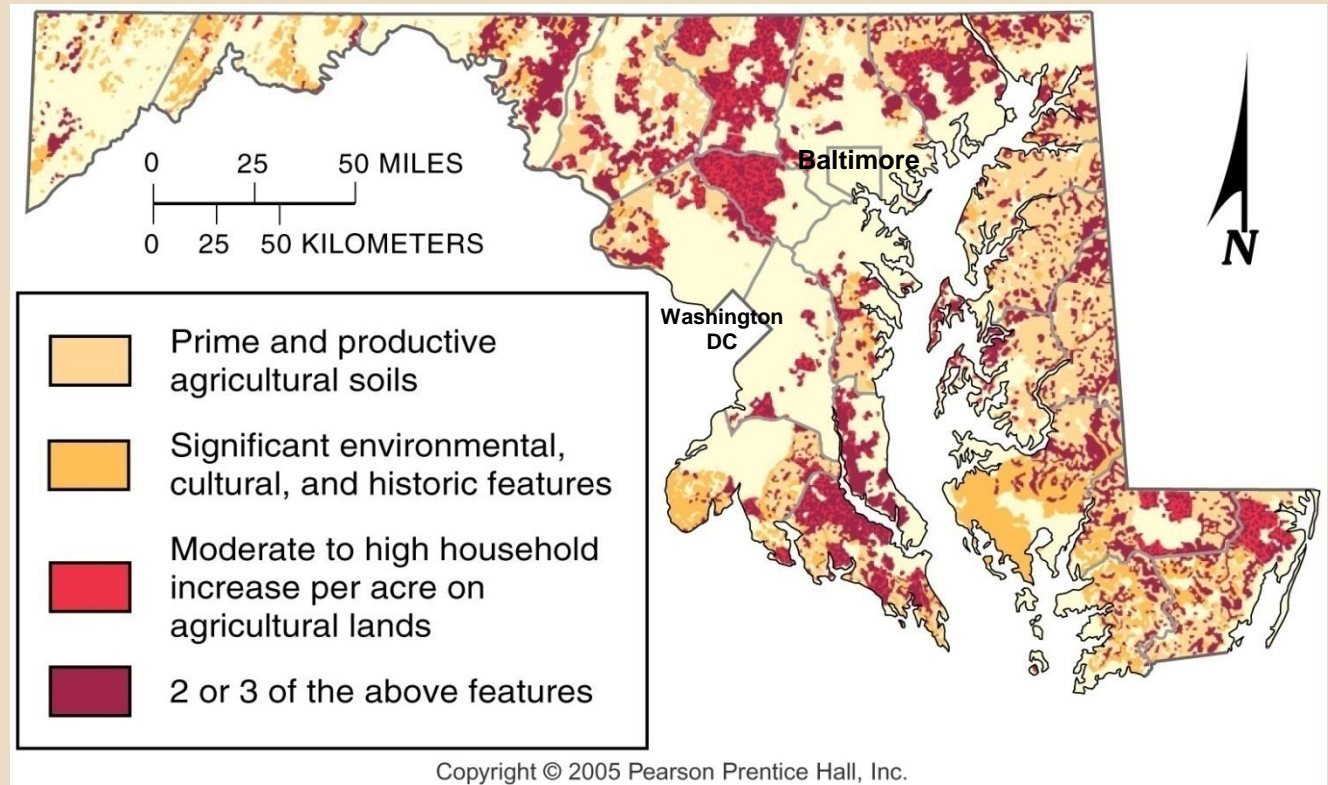 Baltimore
0 25 50 MILES
0 25 50 KILOMETERS
N
Washington
DC
Prime and productive
agricultural soils
Significant environmental,
cultural, and historic features
Moderate to high household
increase per acre on
agricultural lands
2 or 3 of the above features
Copyright © 2005 Pearson Prentice Hall, Inc.